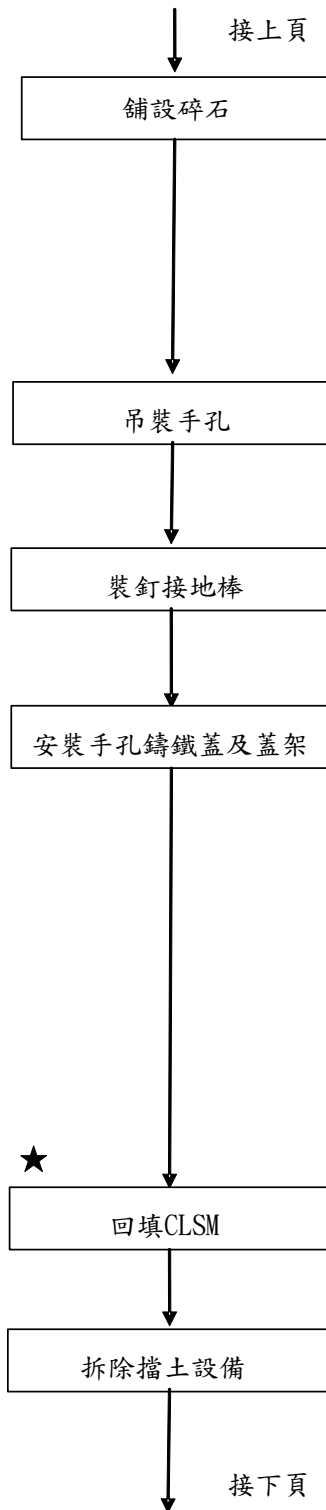 接上頁
舖設碎石
吊裝手孔
裝釘接地棒
安裝手孔鑄鐵蓋及蓋架
★
回填CLSM
拆除擋土設備
接下頁